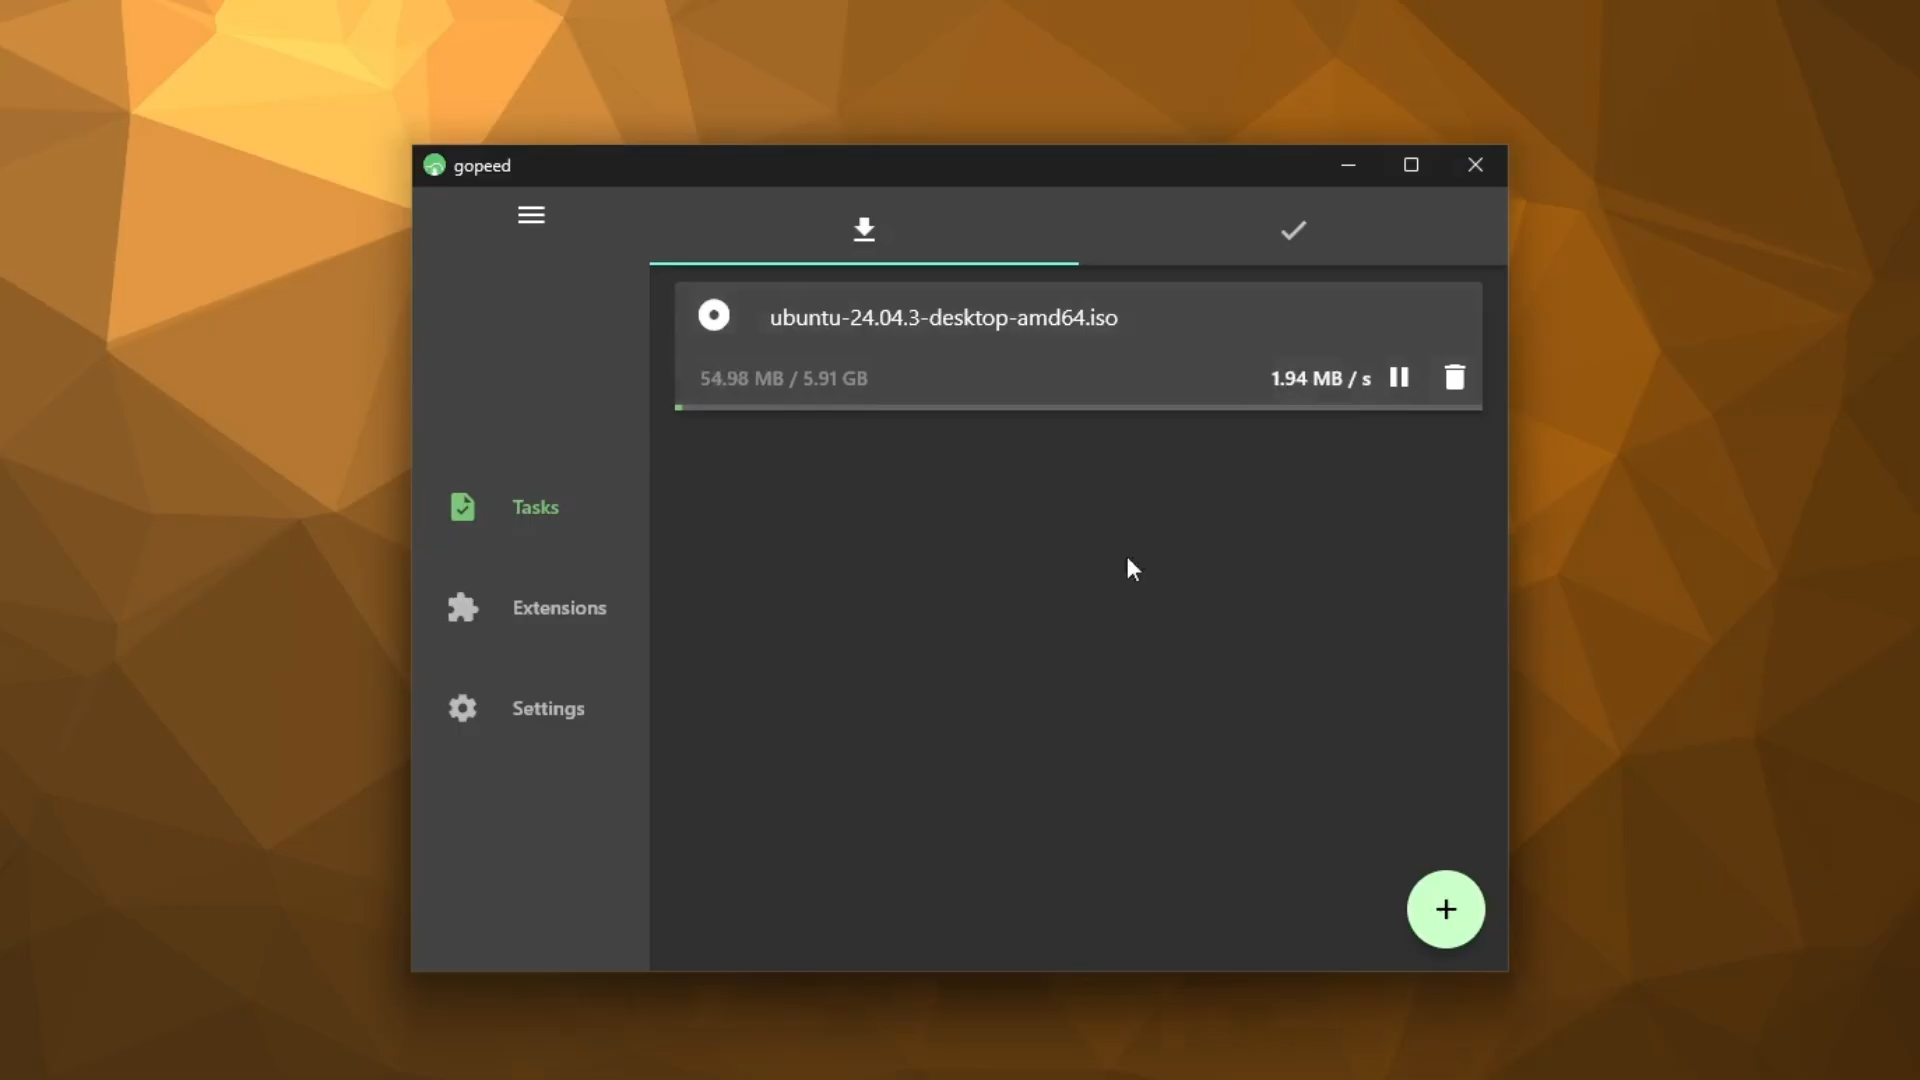 gopeed
ubuntu-24.04.3-desktop-amd64.iso
54.98 MB / 5.91 GB
1.94 MB / s
Tasks
Extensions
Settings